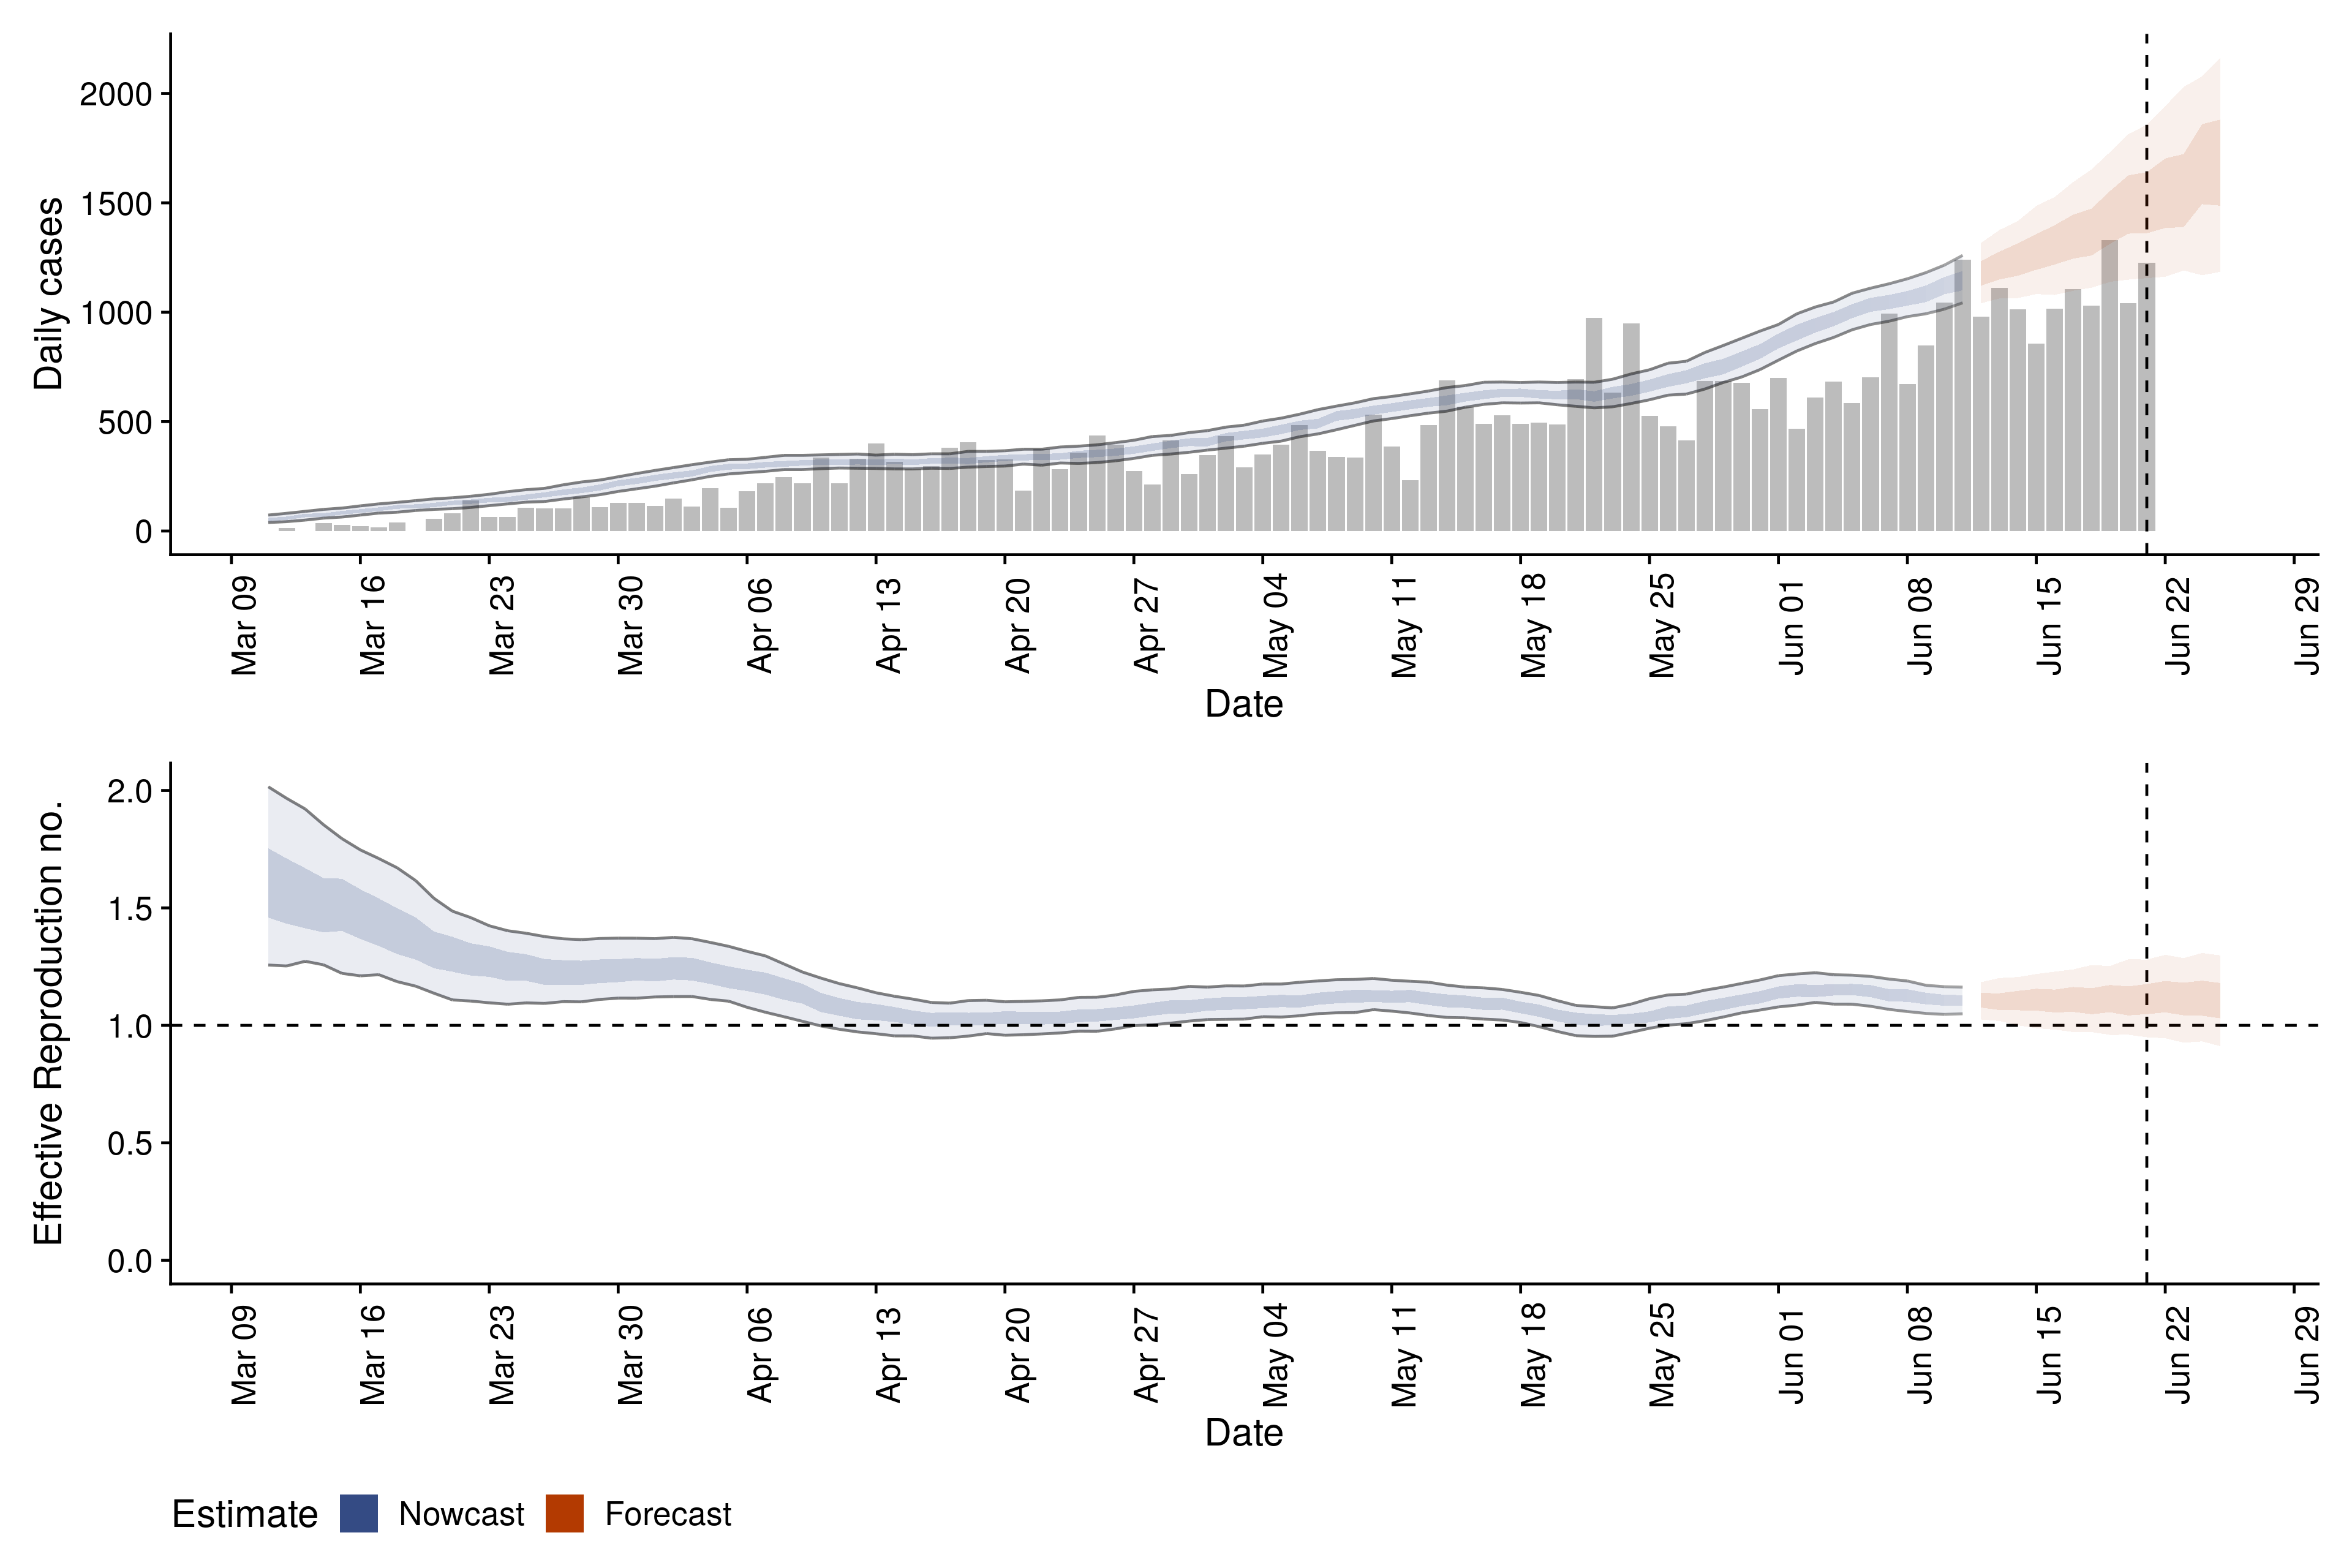 Daily cases
2000
1500
1000
500
0
Mar 09
Mar 16
Mar 23
Mar 30
Apr 06
Apr 13
Apr 20
Apr 27
May 04
May 11
May 18
May 25
Jun 01
Jun 08
Jun 15
Jun 22
Jun 29
Date
Effective Reproduction no.
2.0
1.5
1.0
0.5
0.0
Mar 09
Mar 16
Mar 23
Mar 30
Apr 06
Apr 13
Apr 20
Apr 27
May 04
May 11
May 18
May 25
Jun 01
Jun 08
Jun 15
Jun 22
Jun 29
Date
Estimate Nowcast Forecast